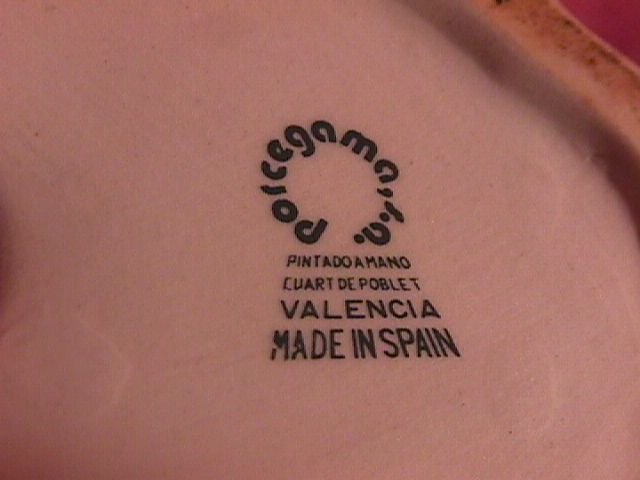 porcegama, s.a.
PINTADO A MANO
CUART DE POBLET
VALENCIA
MADE IN SPAIN